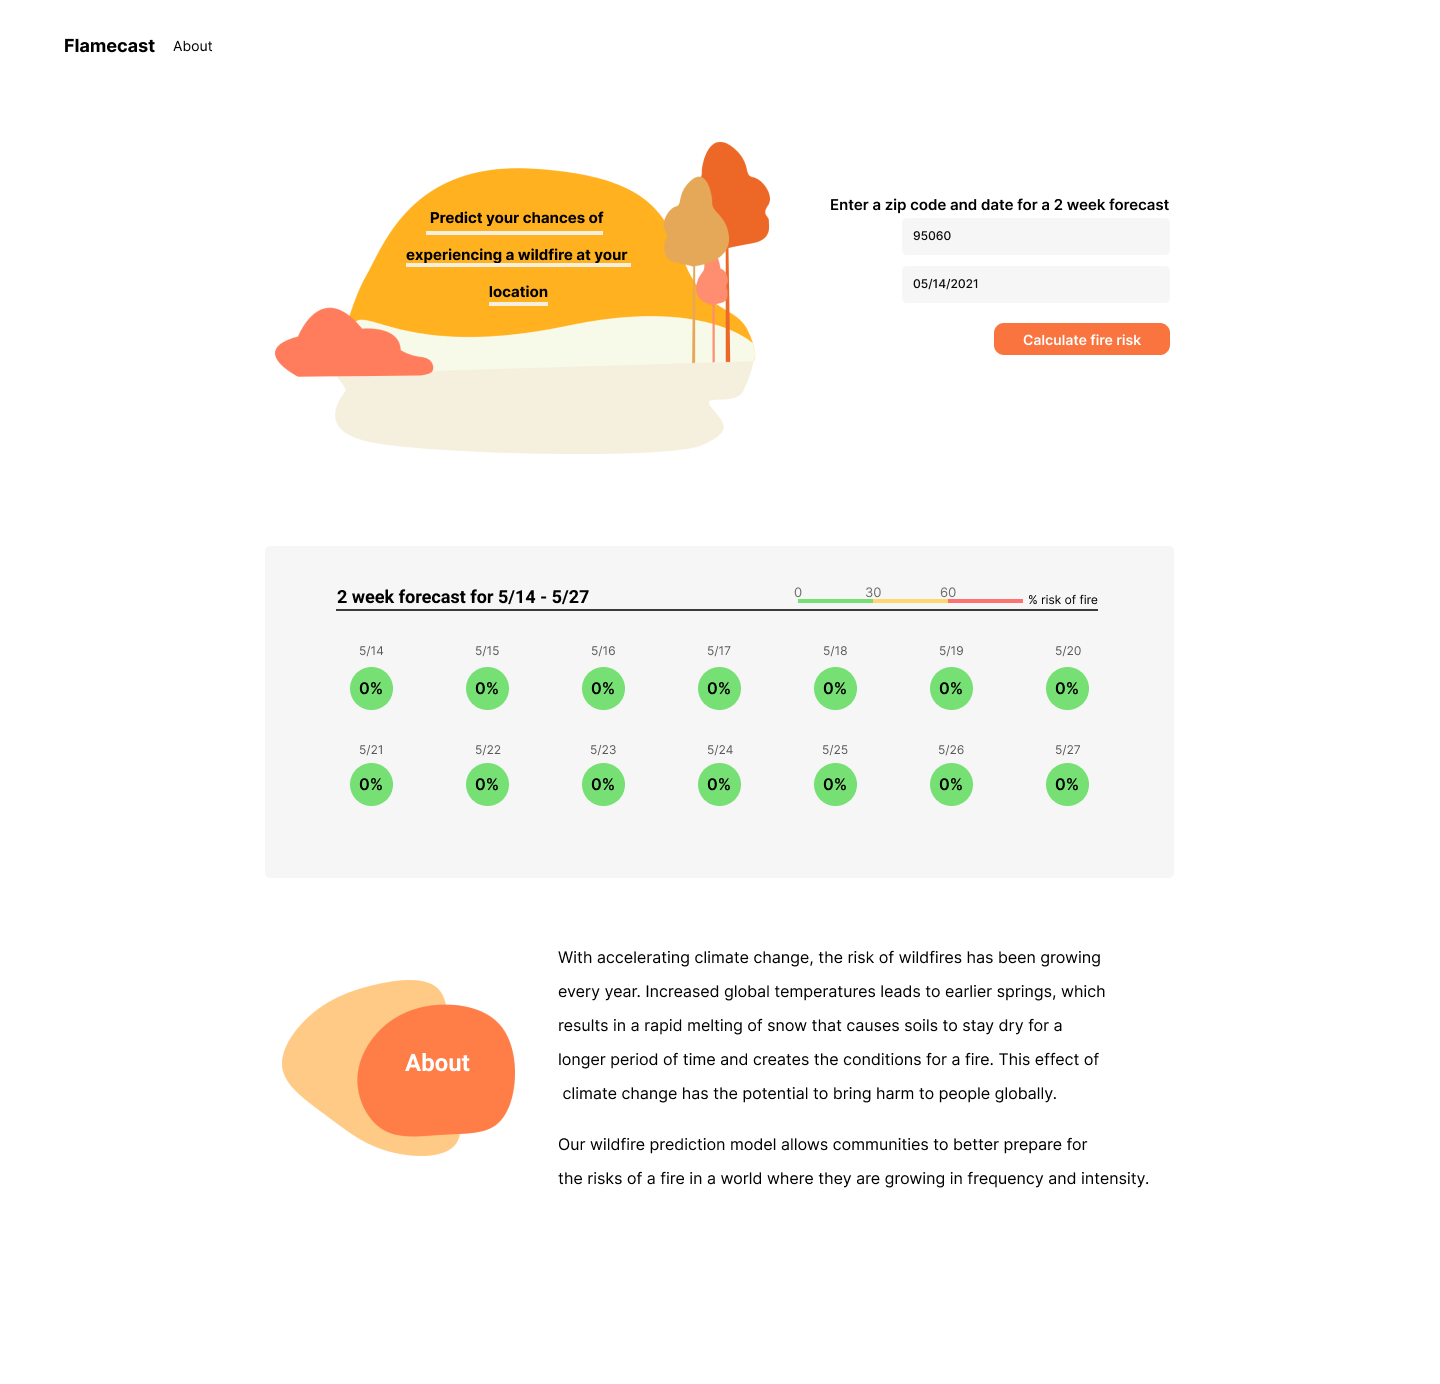 Flamecast About
Predict your chances of
experiencing a wildfire at your
location
Enter a zip code and date for a 2 week forecast
95060
05/14/2021
Calculate fire risk
2 week forecast for 5/14 - 5/27
0 30 60
% risk of fire
5/14 5/15 5/16 5/17 5/18 5/19 5/20
0% 0% 0% 0% 0% 0% 0%
5/21 5/22 5/23 5/24 5/25 5/26 5/27
0% 0% 0% 0% 0% 0% 0%
About
With accelerating climate change, the risk of wildfires has been growing
every year. Increased global temperatures leads to earlier springs, which
results in a rapid melting of snow that causes soils to stay dry for a
longer period of time and creates the conditions for a fire. This effect of
climate change has the potential to bring harm to people globally.
Our wildfire prediction model allows communities to better prepare for
the risks of a fire in a world where they are growing in frequency and intensity.